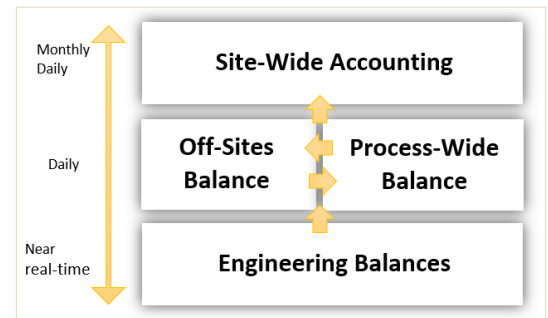 Monthly
Daily
Site-Wide Accounting
Off-Sites
Balance
Process-Wide
Balance
Daily
Near
real-time
Engineering Balances